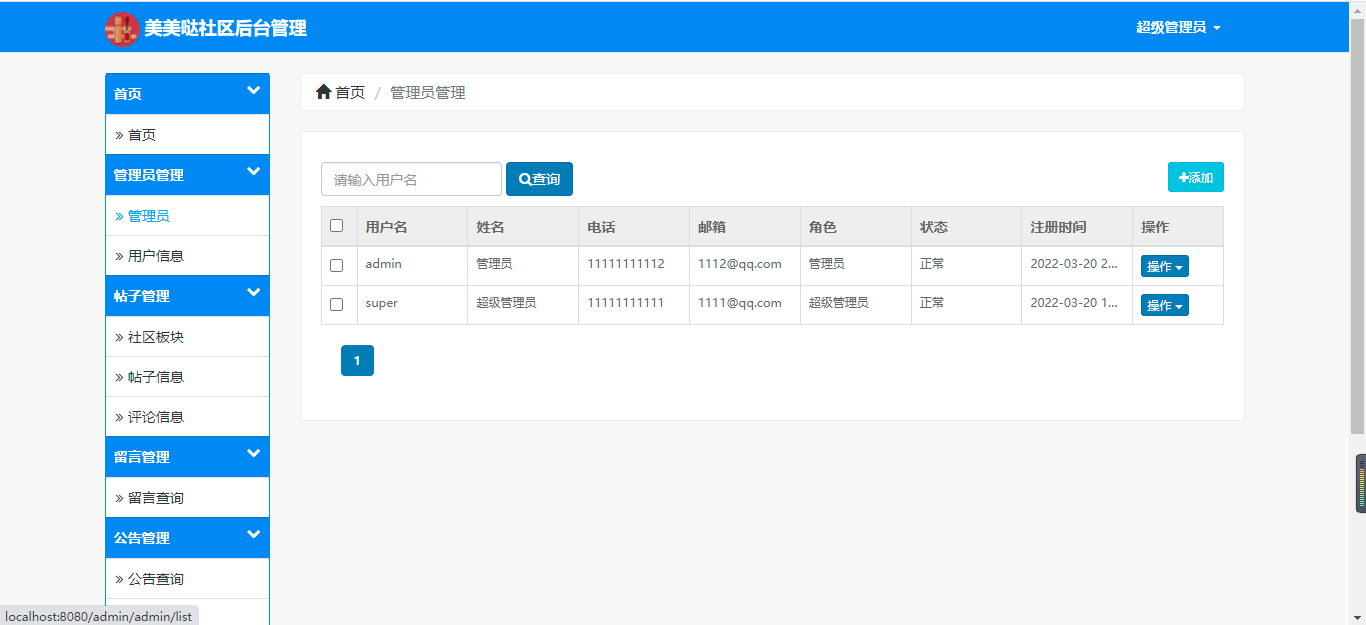 美美哒社区后台管理
超级管理员
首页
» 首页
管理员管理
» 管理员
» 用户信息
帖子管理
» 社区板块
» 帖子信息
» 评论信息
留言管理
» 留言查询
公告管理
» 公告查询
首页 / 管理员管理
请输入用户名 查询 添加
用户名 姓名 电话 邮箱 角色 状态 注册时间 操作
admin 管理员 11111111112 1112@qq.com 管理员 正常 2022-03-20 2... 操作
super 超级管理员 11111111111 1111@qq.com 超级管理员 正常 2022-03-20 1... 操作
1
localhost:8080/admin/admin/list